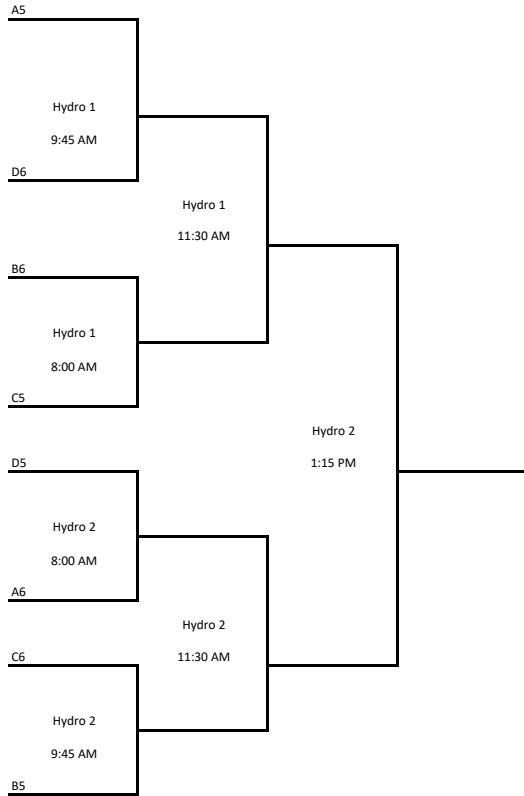 A5
Hydro 1
9:45 AM
D6
Hydro 1
11:30 AM
B6
Hydro 1
8:00 AM
C5
Hydro 2
1:15 PM
D5
Hydro 2
8:00 AM
A6
Hydro 2
11:30 AM
C6
Hydro 2
9:45 AM
B5